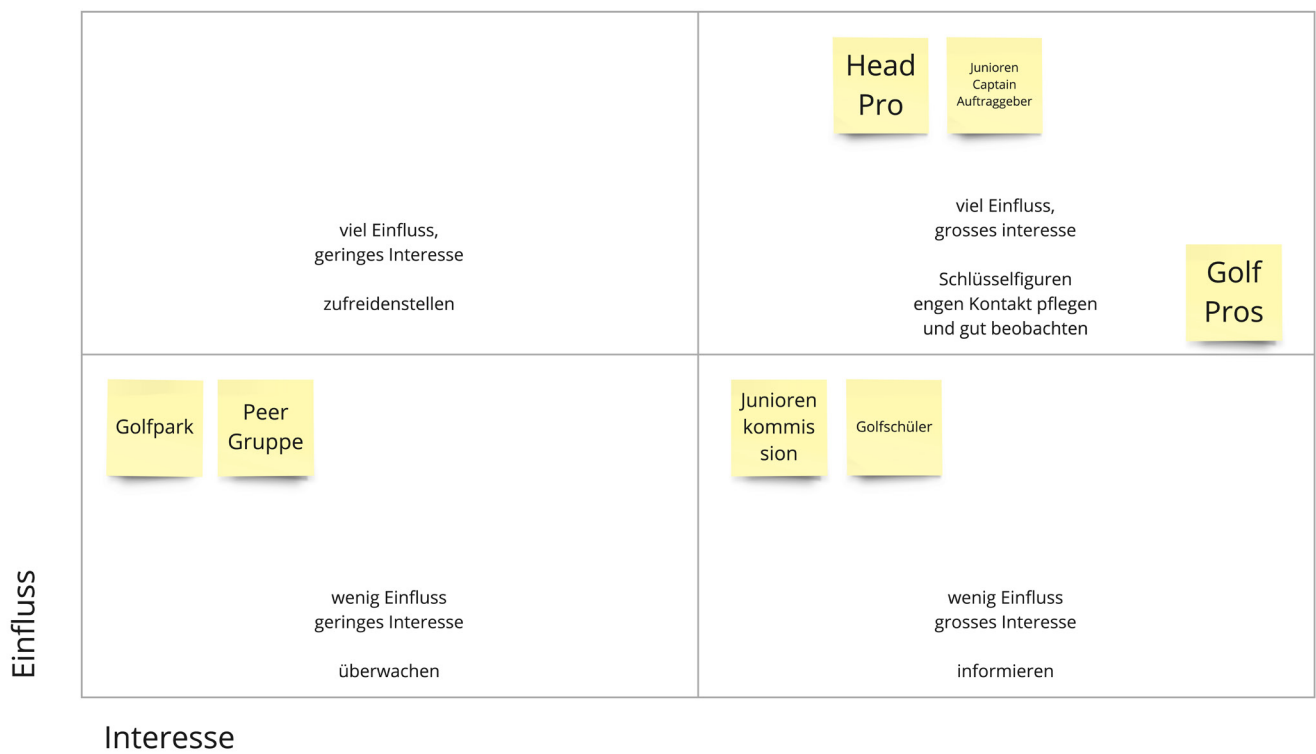 Head
Pro
Junioren
Captain
Auftraggeber
viel Einfluss,
geringes Interesse
zufreidenstellen
viel Einfluss,
grosses interesse
Schlüsselfiguren
engen Kontakt pflegen
und gut beobachten
Golf
Pros
Golfpark
Peer
Gruppe
Junioren
kommis
sion
Golfschüler
wenig Einfluss
geringes Interesse
überwachen
wenig Einfluss
grosses Interesse
informieren
Einfluss
Interesse